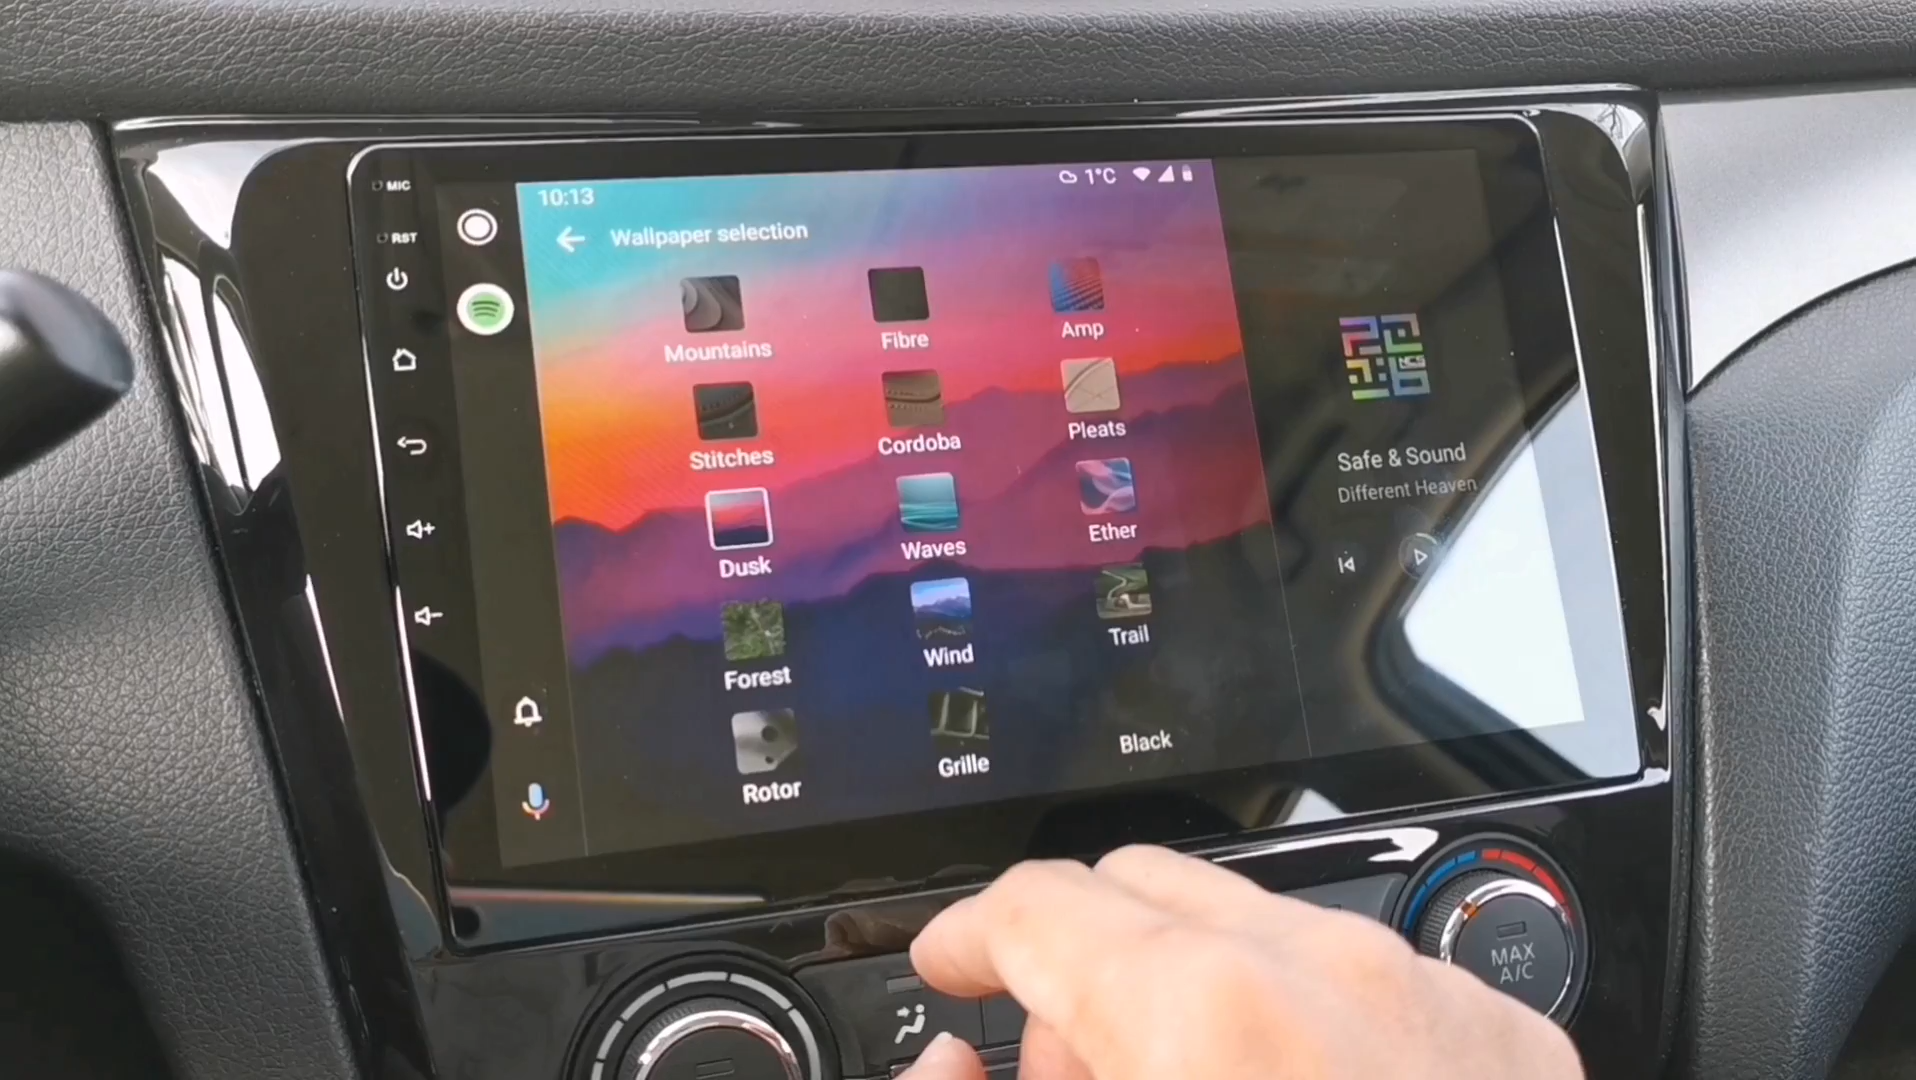 MIC
RST
10:13
1°C
Wallpaper selection
Mountains
Fibre
Amp
Stitches
Cordoba
Pleats
Dusk
Waves
Ether
Forest
Wind
Trail
Rotor
Grille
Black
NCS
Safe & Sound
Different Heaven
MAX
A/C